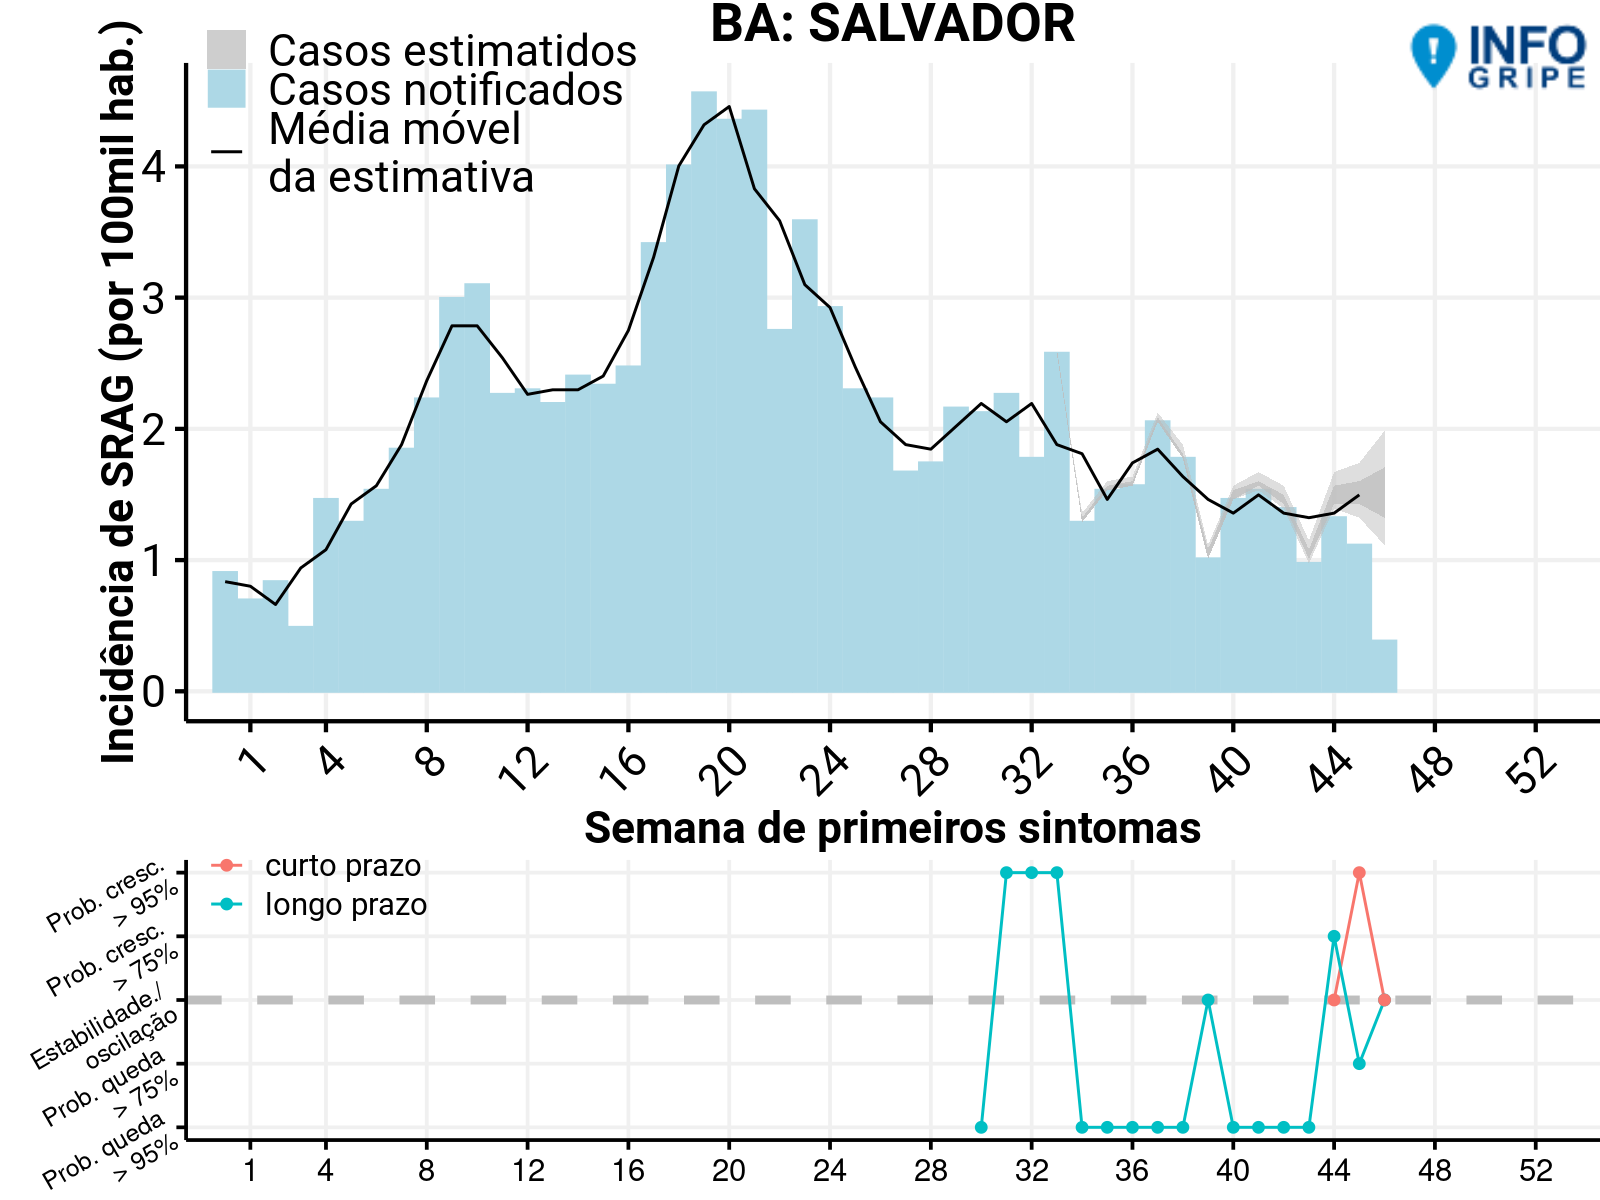 BA: SALVADOR
INFO
GRIPE
Casos estimatidos
Casos notificados
Média móvel
da estimativa
Incidência de SRAG (por 100mil hab.)
4
3
2
1
0
1 4 8 12 16 20 24 28 32 36 40 44 48 52
Semana de primeiros sintomas
curto prazo
longo prazo
Prob. cresc.
> 95%
Prob. cresc.
> 75%
Estabilidade./
oscilação
Prob. queda
> 75%
Prob. queda
> 95%
1 4 8 12 16 20 24 28 32 36 40 44 48 52